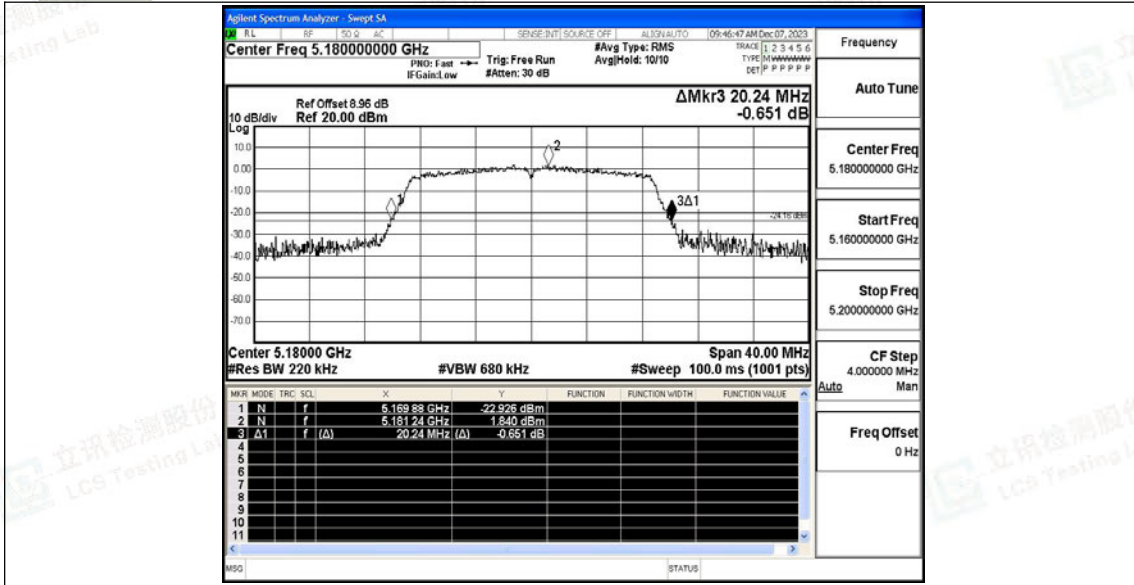 Agilent Spectrum Analyzer - Swept SA
RL RF 50 Ω AC SENSE:INT SOURCE OFF ALIGNAUTO 09:46:47 AM Dec 07, 2023
Center Freq 5.180000000 GHz
PNO: Fast
IFGain:Low
Trig: Free Run
#Atten: 30 dB
#Avg Type: RMS
Avg|Hold: 10/10
TRACE 1 2 3 4 5 6
TYPE M WWWWW
DET P P P P P P
Ref Offset 8.96 dB
10 dB/div Ref 20.00 dBm
Log
ΔMkr3 20.24 MHz
-0.651 dB
10.0
0.00
-10.0
-20.0
-30.0
-40.0
-50.0
-60.0
-70.0
1
2
3Δ1
-24.16 dBm
Center 5.18000 GHz Span 40.00 MHz
#Res BW 220 kHz #VBW 680 kHz #Sweep 100.0 ms (1001 pts)
MKR MODE TRC SCL X Y FUNCTION FUNCTION WIDTH FUNCTION VALUE
1 N f 5.169 88 GHz -22.926 dBm
2 N f 5.181 24 GHz 1.840 dBm
3 Δ1 f (Δ) 20.24 MHz (Δ) -0.651 dB
4
5
6
7
8
9
10
11
MSG STATUS
Frequency
Auto Tune
Center Freq
5.180000000 GHz
Start Freq
5.160000000 GHz
Stop Freq
5.200000000 GHz
CF Step
4.000000 MHz
Auto Man
Freq Offset
0 Hz
立讯检测股份
LCS Testing Lab
立讯检测股份